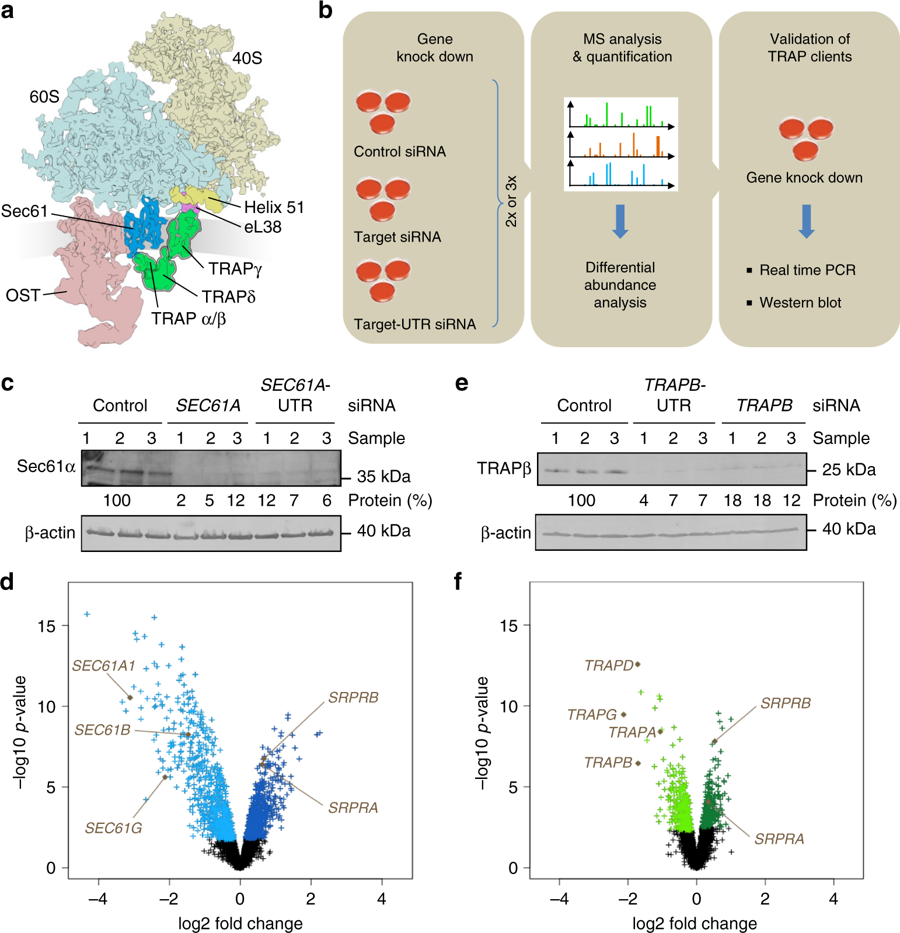 a
40S
60S
Sec61
Helix 51
eL38
TRAPγ
OST
TRAPδ
TRAP α/β
b
Gene
knock down
Control siRNA
Target siRNA
Target-UTR siRNA
2x or 3x
MS analysis
& quantification
Differential
abundance
analysis
Validation of
TRAP clients
Gene knock down
▪ Real time PCR
▪ Western blot
c
Control SEC61A SEC61A-UTR siRNA
1 2 3 1 2 3 1 2 3 Sample
Sec61α 35 kDa
100 2 5 12 12 7 6 Protein (%)
β-actin 40 kDa
e
Control TRAPB-UTR TRAPB siRNA
1 2 3 1 2 3 1 2 3 Sample
TRAPβ 25 kDa
100 4 7 7 18 18 12 Protein (%)
β-actin 40 kDa
d
–log10 p-value
15
10
5
0
SEC61A1
SEC61B
SEC61G
SRPRB
SRPRA
–4 –2 0 2 4
log2 fold change
f
–log10 p-value
15
10
5
0
TRAPD
TRAPG
TRAPA
TRAPB
SRPRB
SRPRA
–4 –2 0 2 4
log2 fold change